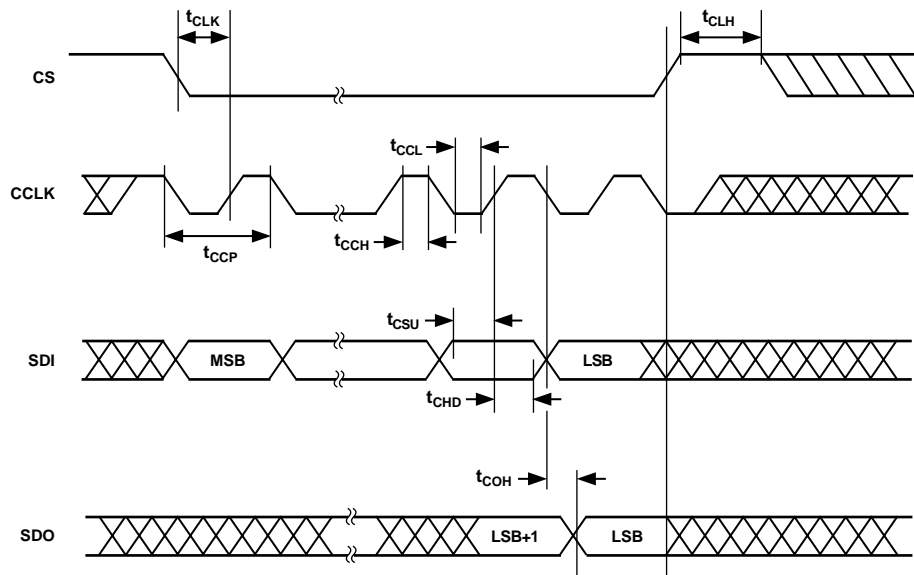 tCLK
tCLH
CS
tCCL
CCLK
tCCP
tCCH
tCSU
SDI
MSB
LSB
tCHD
tCOH
SDO
LSB+1
LSB